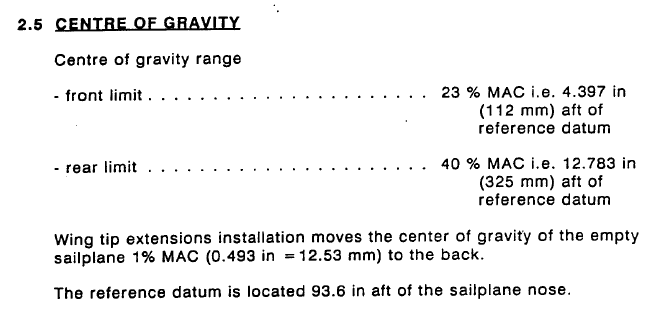 2.5 CENTRE OF GRAVITY
Centre of gravity range
- front limit . . . . . . . . . . . . . . . . . . . . . . 23 % MAC i.e. 4.397 in
(112 mm) aft of
reference datum
- rear limit . . . . . . . . . . . . . . . . . . . . . . 40 % MAC i.e. 12.783 in
(325 mm) aft of
reference datum
Wing tip extensions installation moves the center of gravity of the empty
sailplane 1% MAC (0.493 in = 12.53 mm) to the back.
The reference datum is located 93.6 in aft of the sailplane nose.